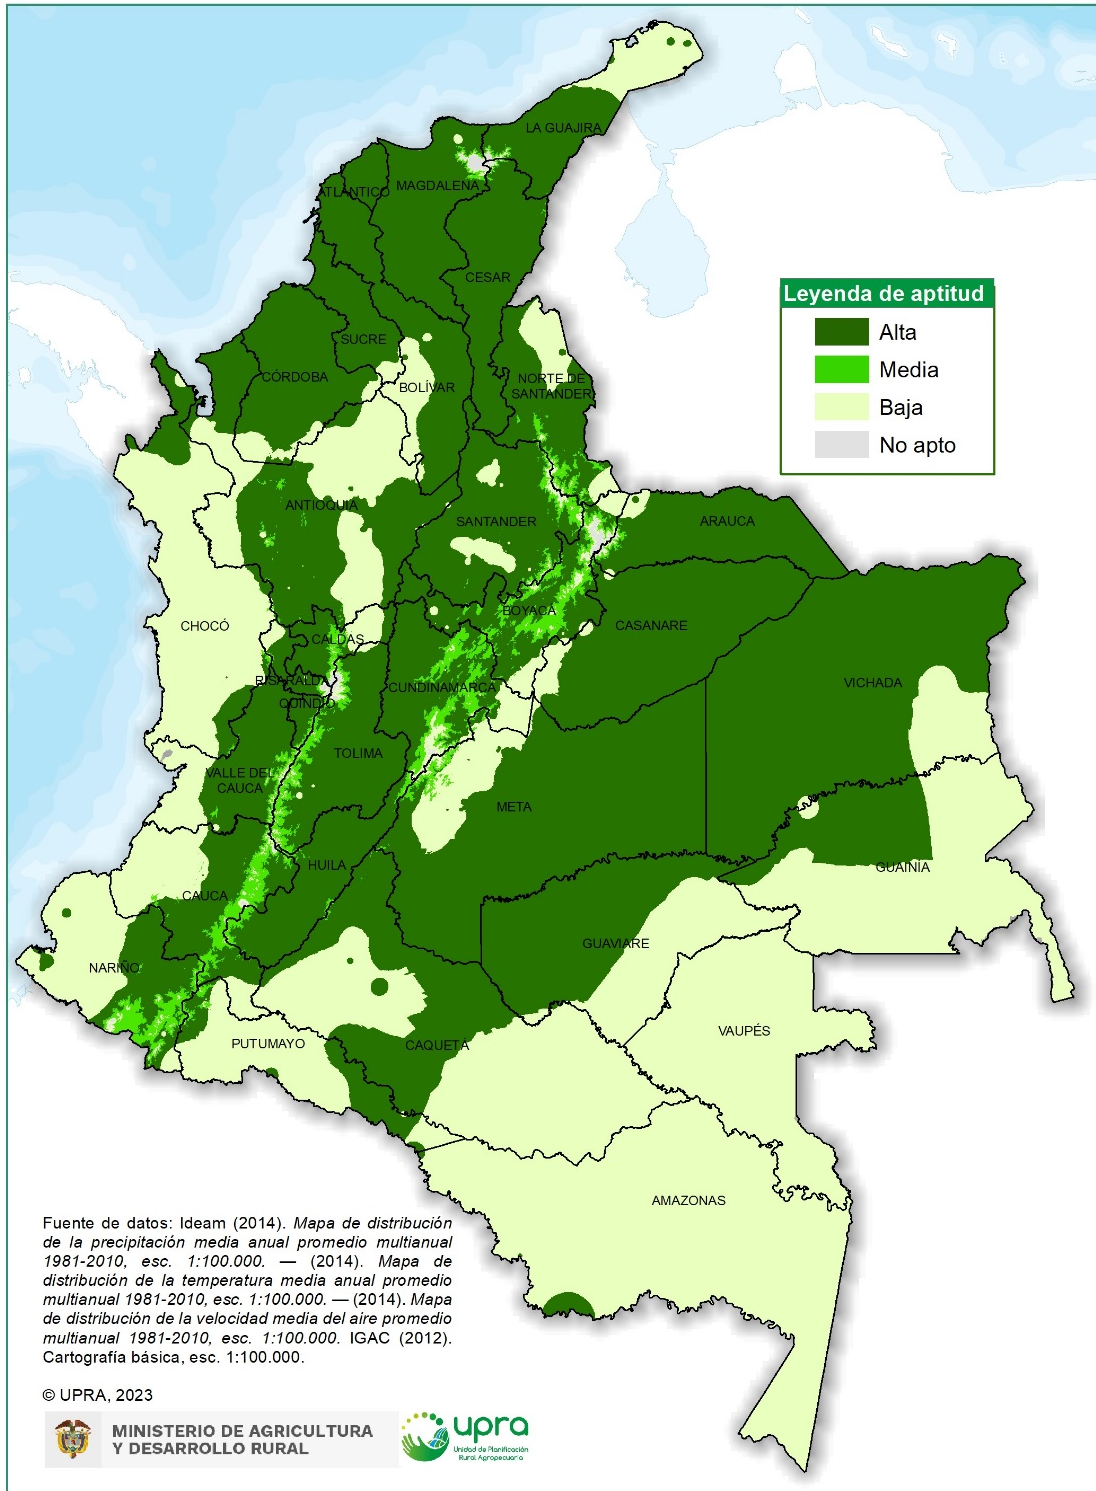 LA GUAJIRA
ATLÁNTICO
MAGDALENA
CESAR
Leyenda de aptitud
Alta
Media
Baja
No apto
SUCRE
CÓRDOBA
BOLÍVAR
NORTE DE
SANTANDER
ANTIOQUIA
SANTANDER
ARAUCA
CHOCÓ
BOYACÁ
CASANARE
CALDAS
RISARALDA
CUNDINAMARCA
VICHADA
QUINDÍO
TOLIMA
VALLE DEL
CAUCA
META
HUILA
GUAINÍA
CAUCA
GUAVIARE
NARIÑO
VAUPÉS
PUTUMAYO
CAQUETÁ
AMAZONAS
Fuente de datos: Ideam (2014). Mapa de distribución
de la precipitación media anual promedio multianual
1981-2010, esc. 1:100.000. — (2014). Mapa de
distribución de la temperatura media anual promedio
multianual 1981-2010, esc. 1:100.000. — (2014). Mapa
de distribución de la velocidad media del aire promedio
multianual 1981-2010, esc. 1:100.000. IGAC (2012).
Cartografía básica, esc. 1:100.000.
© UPRA, 2023
MINISTERIO DE AGRICULTURA
Y DESARROLLO RURAL
upra
Unidad de Planificación
Rural Agropecuaria